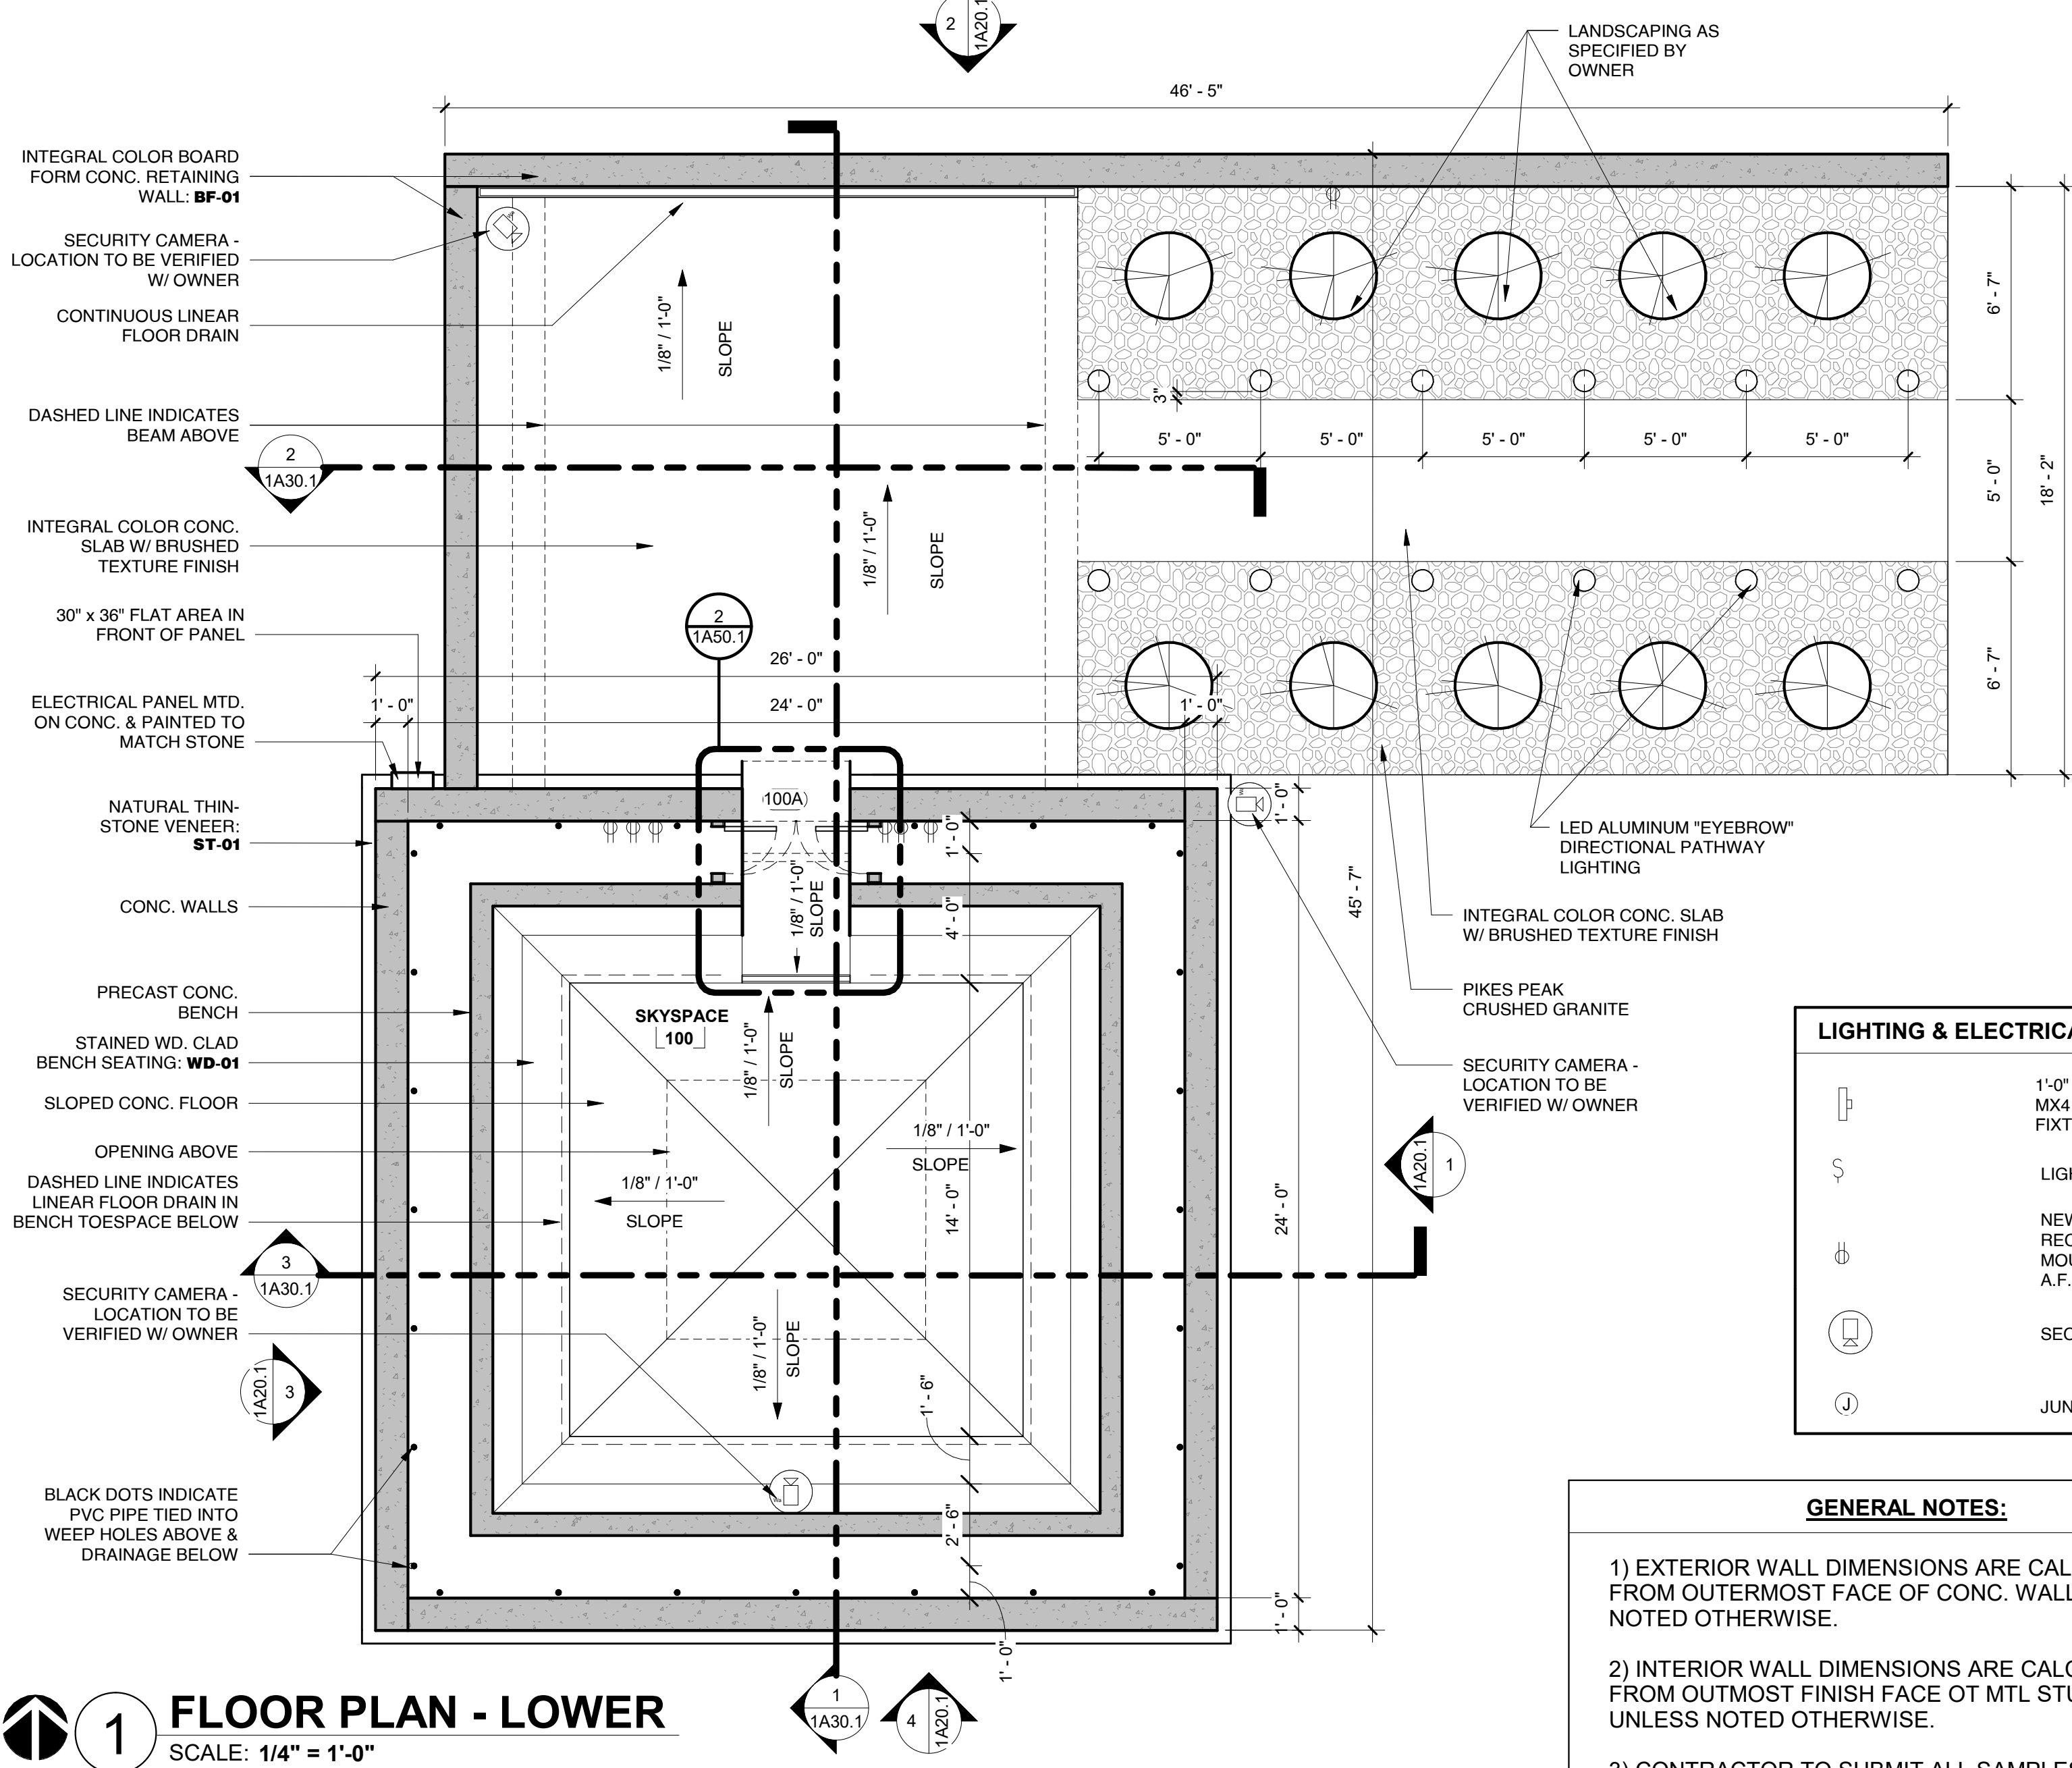 2
1A20.1
LANDSCAPING AS
SPECIFIED BY
OWNER
46' - 5"
INTEGRAL COLOR BOARD
FORM CONC. RETAINING
WALL: BF-01
SECURITY CAMERA -
LOCATION TO BE VERIFIED
W/ OWNER
CONTINUOUS LINEAR
FLOOR DRAIN
DASHED LINE INDICATES
BEAM ABOVE
2
1A30.1
INTEGRAL COLOR CONC.
SLAB W/ BRUSHED
TEXTURE FINISH
30" x 36" FLAT AREA IN
FRONT OF PANEL
ELECTRICAL PANEL MTD.
ON CONC. & PAINTED TO
MATCH STONE
NATURAL THIN-
STONE VENEER:
ST-01
CONC. WALLS
PRECAST CONC.
BENCH
STAINED WD. CLAD
BENCH SEATING: WD-01
SLOPED CONC. FLOOR
OPENING ABOVE
DASHED LINE INDICATES
LINEAR FLOOR DRAIN IN
BENCH TOESPACE BELOW
3
1A30.1
SECURITY CAMERA -
LOCATION TO BE
VERIFIED W/ OWNER
1A20.1
3
BLACK DOTS INDICATE
PVC PIPE TIED INTO
WEEP HOLES ABOVE &
DRAINAGE BELOW
1/8" / 1'-0"
SLOPE
1/8" / 1'-0"
SLOPE
3"
5' - 0"
5' - 0"
5' - 0"
5' - 0"
5' - 0"
6' - 7"
5' - 0"
18' - 2"
6' - 7"
2
1A50.1
26' - 0"
1' - 0"
24' - 0"
1' - 0"
100A
1' - 0"
1' - 0"
1/8" / 1'-0"
SLOPE
4' - 0"
45' - 7"
SKYSPACE
100
1/8" / 1'-0"
SLOPE
1/8" / 1'-0"
SLOPE
1/8" / 1'-0"
SLOPE
14' - 0"
24' - 0"
1/8" / 1'-0"
SLOPE
1' - 6"
2' - 6"
1' - 0"
1' - 0"
LED ALUMINUM "EYEBROW"
DIRECTIONAL PATHWAY
LIGHTING
INTEGRAL COLOR CONC. SLAB
W/ BRUSHED TEXTURE FINISH
PIKES PEAK
CRUSHED GRANITE
SECURITY CAMERA -
LOCATION TO BE
VERIFIED W/ OWNER
1A20.1
1
LIGHTING & ELECTRICA
1'-0"
MX4
FIXT
LIGH
NEW
REC
MOU
A.F.
SEC
J
JUN
GENERAL NOTES:
1) EXTERIOR WALL DIMENSIONS ARE CAL
FROM OUTERMOST FACE OF CONC. WALL
NOTED OTHERWISE.
2) INTERIOR WALL DIMENSIONS ARE CALC
FROM OUTMOST FINISH FACE OT MTL STU
UNLESS NOTED OTHERWISE.
3) CONTRACTOR TO SUBMIT ALL SAMPLES
1
1A30.1
4
1A20.1
1
FLOOR PLAN - LOWER
SCALE: 1/4" = 1'-0"